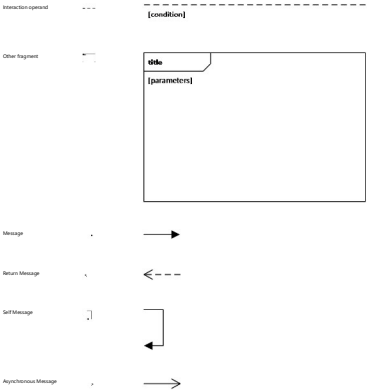 Interaction operand
[condition]
Other fragment
title
[parameters]
Message
Return Message
Self Message
Asynchronous Message